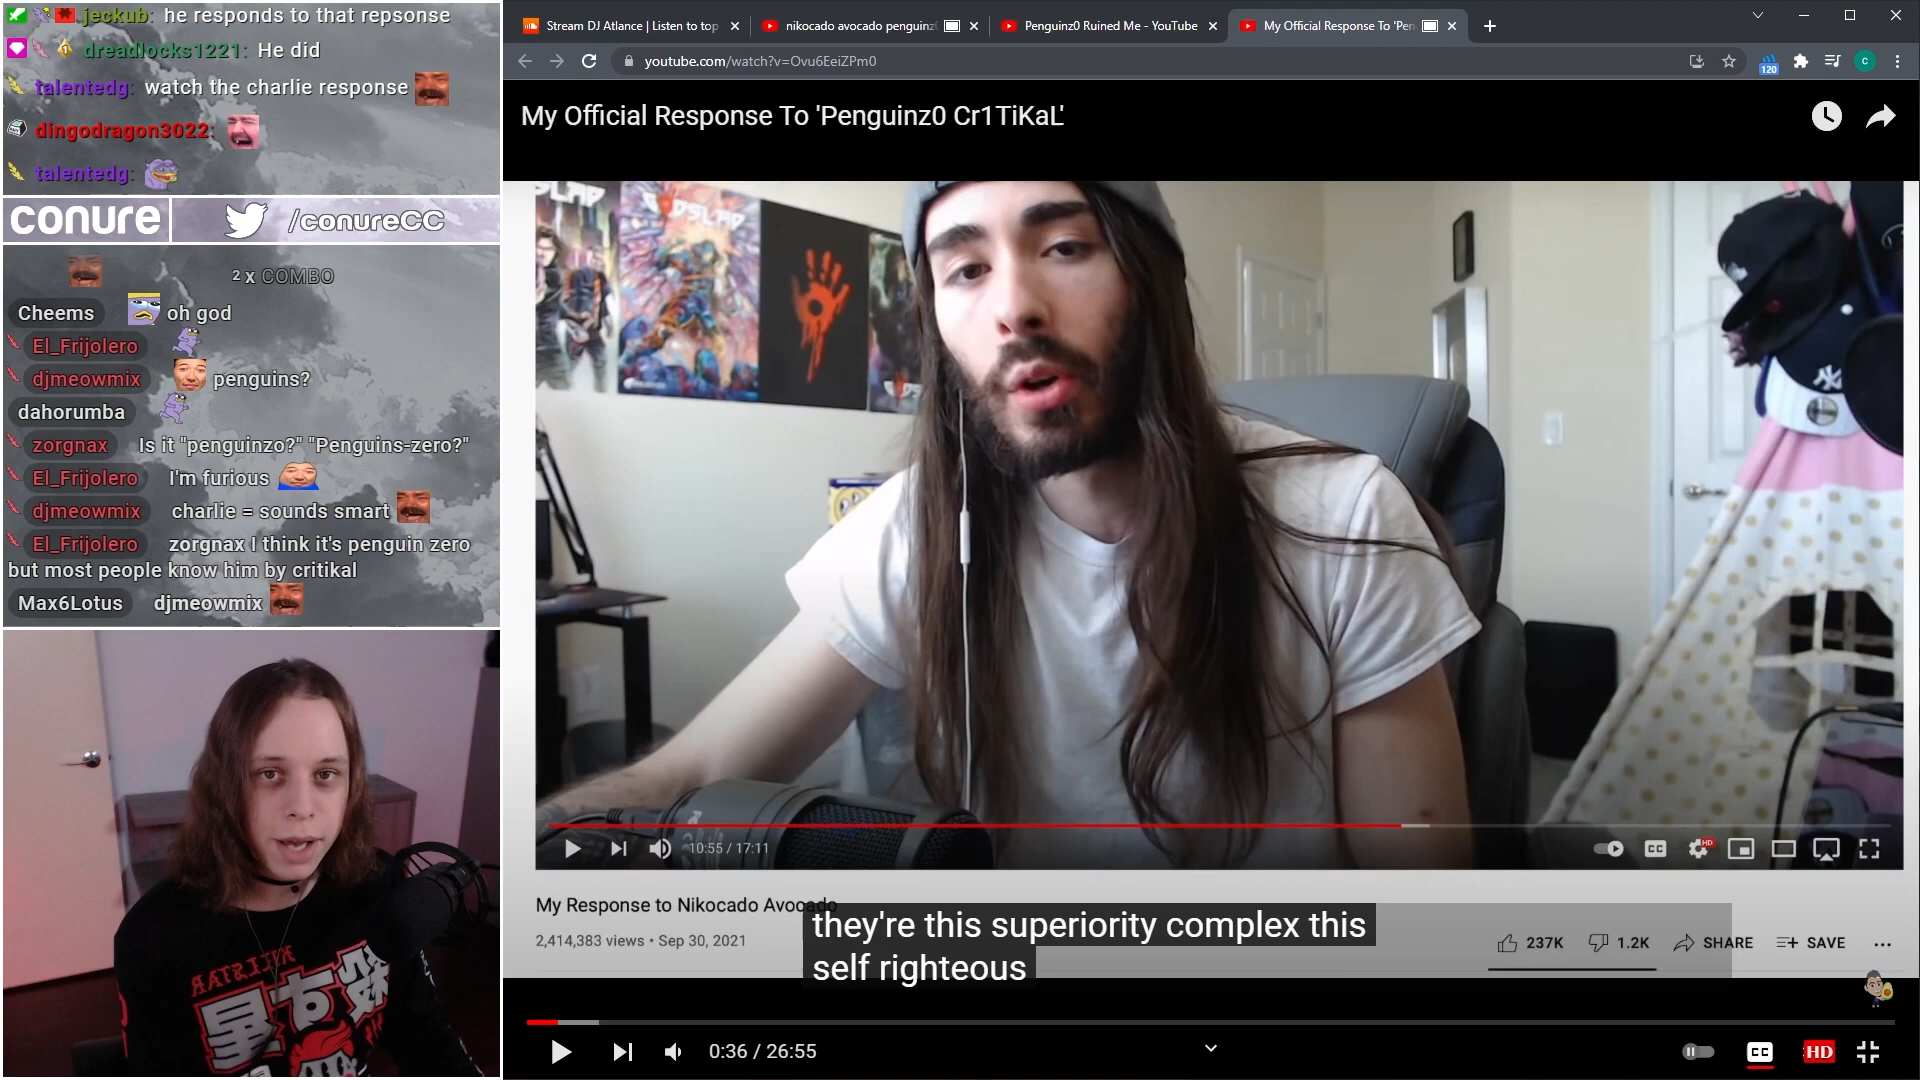 jeckub: he responds to that repsonse
dreadlocks1221: He did
talentedg: watch the charlie response
dingodragon3022:
talentedg:
conure
/conureCC
2 x COMBO
Cheems oh god
El_Frijolero
djmeowmix penguins?
dahorumba
zorgnax Is it "penguinzo?" "Penguins-zero?"
El_Frijolero I'm furious
djmeowmix charlie = sounds smart
El_Frijolero zorgnax I think it's penguin zero
but most people know him by critikal
Max6Lotus djmeowmix
Stream DJ Atlance | Listen to top
nikocado avocado penguinz
Penguinz0 Ruined Me - YouTube
My Official Response To 'Pen
youtube.com/watch?v=Ovu6EeiZPm0
120
C
My Official Response To 'Penguinz0 Cr1TiKaL'
GODSLAP
10:55 / 17:11
CC
HD
My Response to Nikocado Avocado
2,414,383 views • Sep 30, 2021
237K
1.2K
SHARE
SAVE
they're this superiority complex this
self righteous
0:36 / 26:55
CC
HD